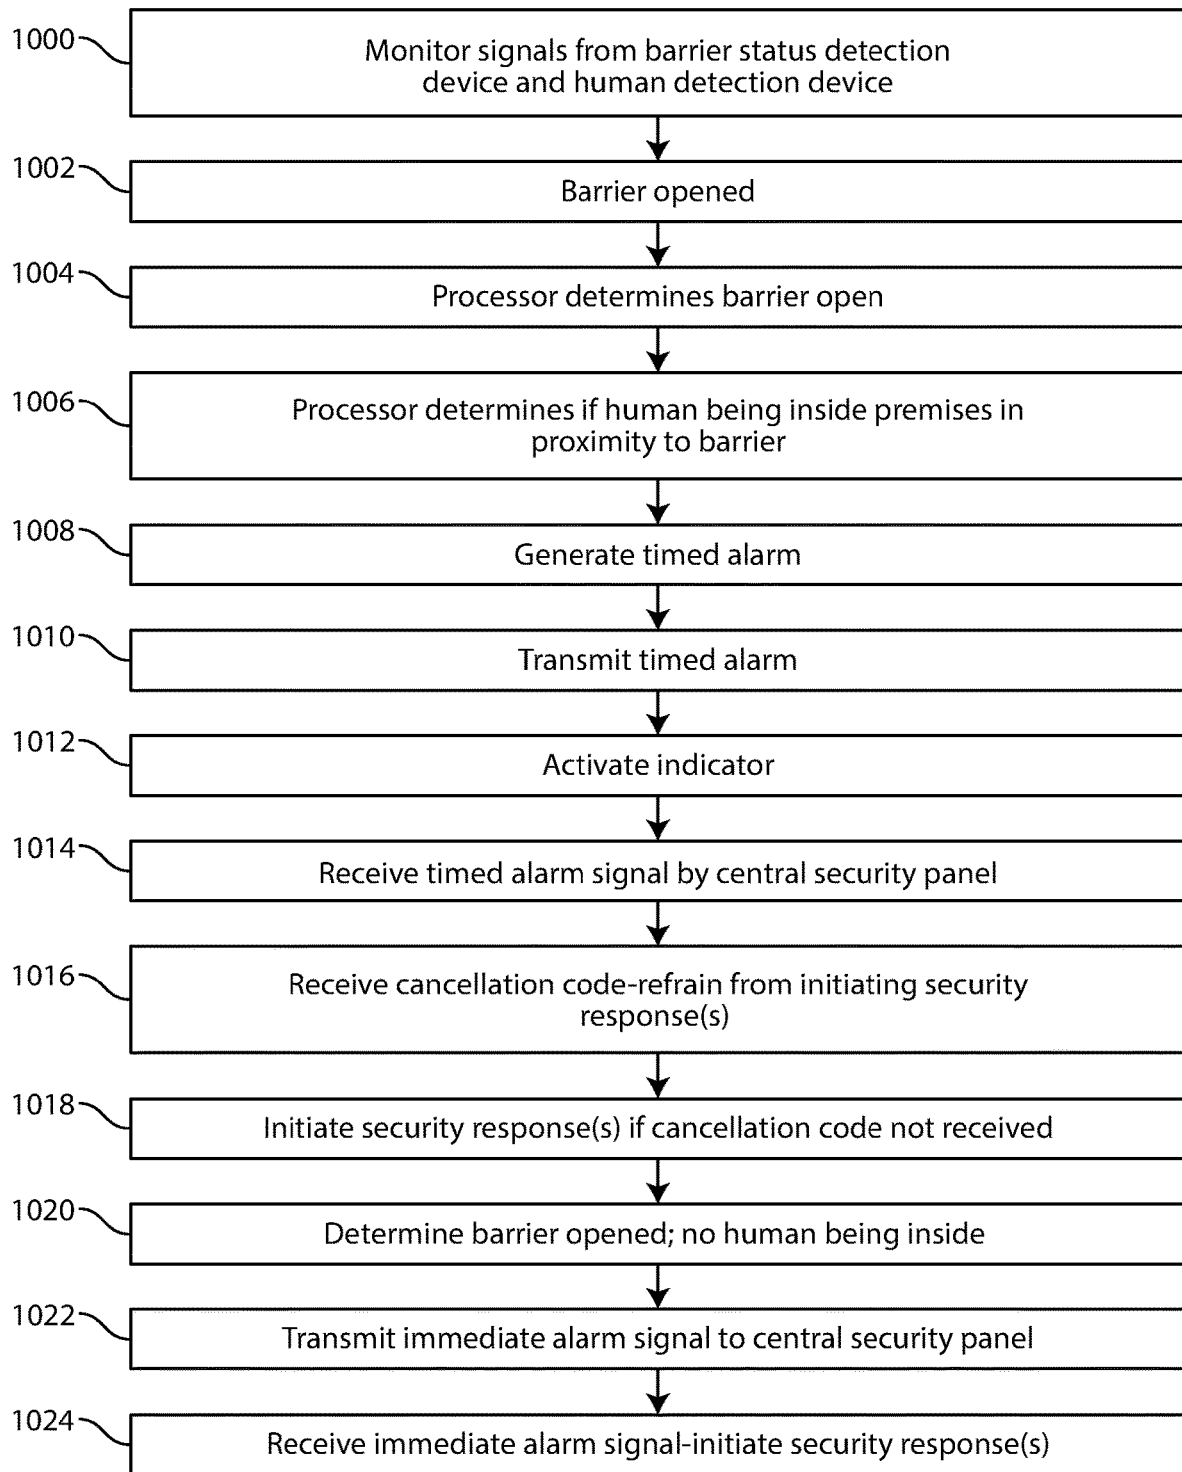 1000
Monitor signals from barrier status detection
device and human detection device
1002
Barrier opened
1004
Processor determines barrier open
1006
Processor determines if human being inside premises in
proximity to barrier
1008
Generate timed alarm
1010
Transmit timed alarm
1012
Activate indicator
1014
Receive timed alarm signal by central security panel
1016
Receive cancellation code-refrain from initiating security
response(s)
1018
Initiate security response(s) if cancellation code not received
1020
Determine barrier opened; no human being inside
1022
Transmit immediate alarm signal to central security panel
1024
Receive immediate alarm signal-initiate security response(s)